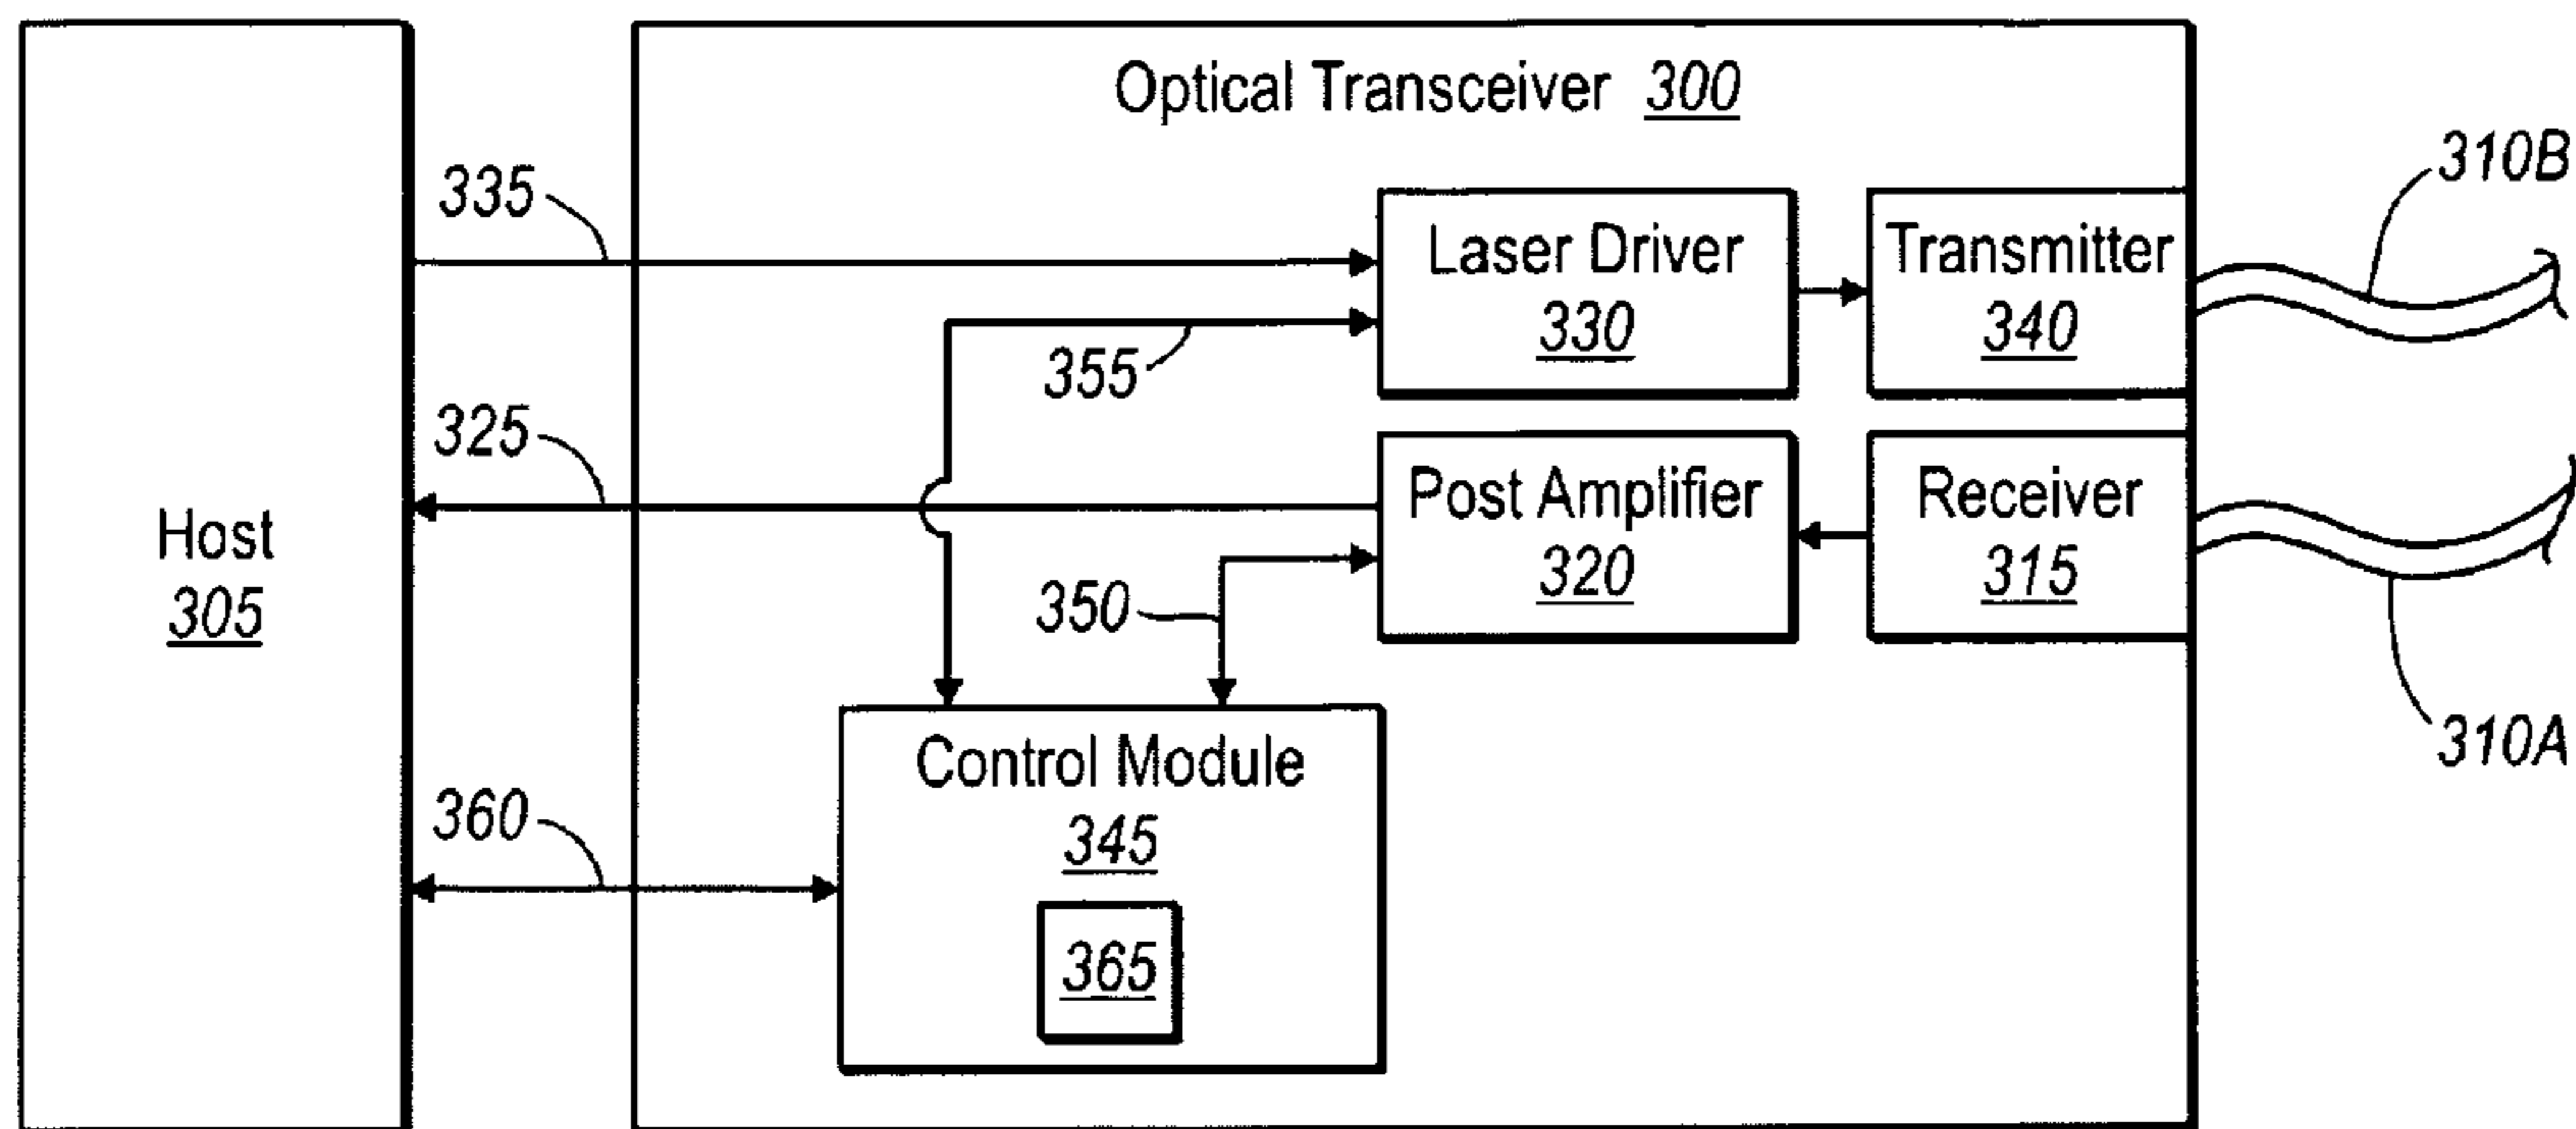 Optical Transceiver 300
310B
335
Laser Driver
330
Transmitter
340
355
325
Post Amplifier
320
Receiver
315
Host
305
350
310A
Control Module
345
360
365